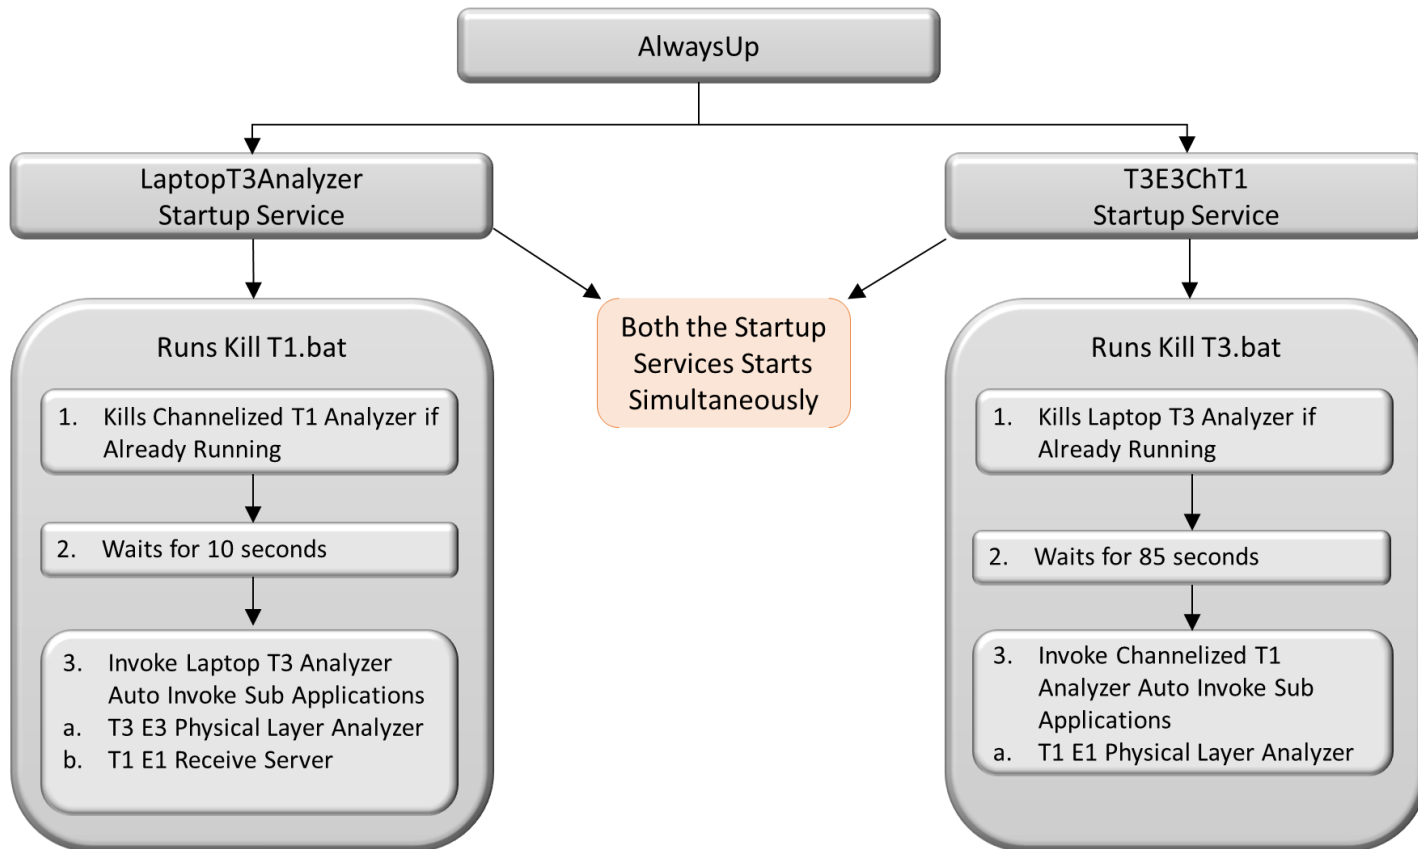 AlwaysUp
LaptopT3Analyzer
Startup Service
T3E3ChT1
Startup Service
Both the Startup
Services Starts
Simultaneously
Runs Kill T1.bat
1. Kills Channelized T1 Analyzer if
Already Running
2. Waits for 10 seconds
3. Invoke Laptop T3 Analyzer
Auto Invoke Sub Applications
a. T3 E3 Physical Layer Analyzer
b. T1 E1 Receive Server
Runs Kill T3.bat
1. Kills Laptop T3 Analyzer if
Already Running
2. Waits for 85 seconds
3. Invoke Channelized T1
Analyzer Auto Invoke Sub
Applications
a. T1 E1 Physical Layer Analyzer